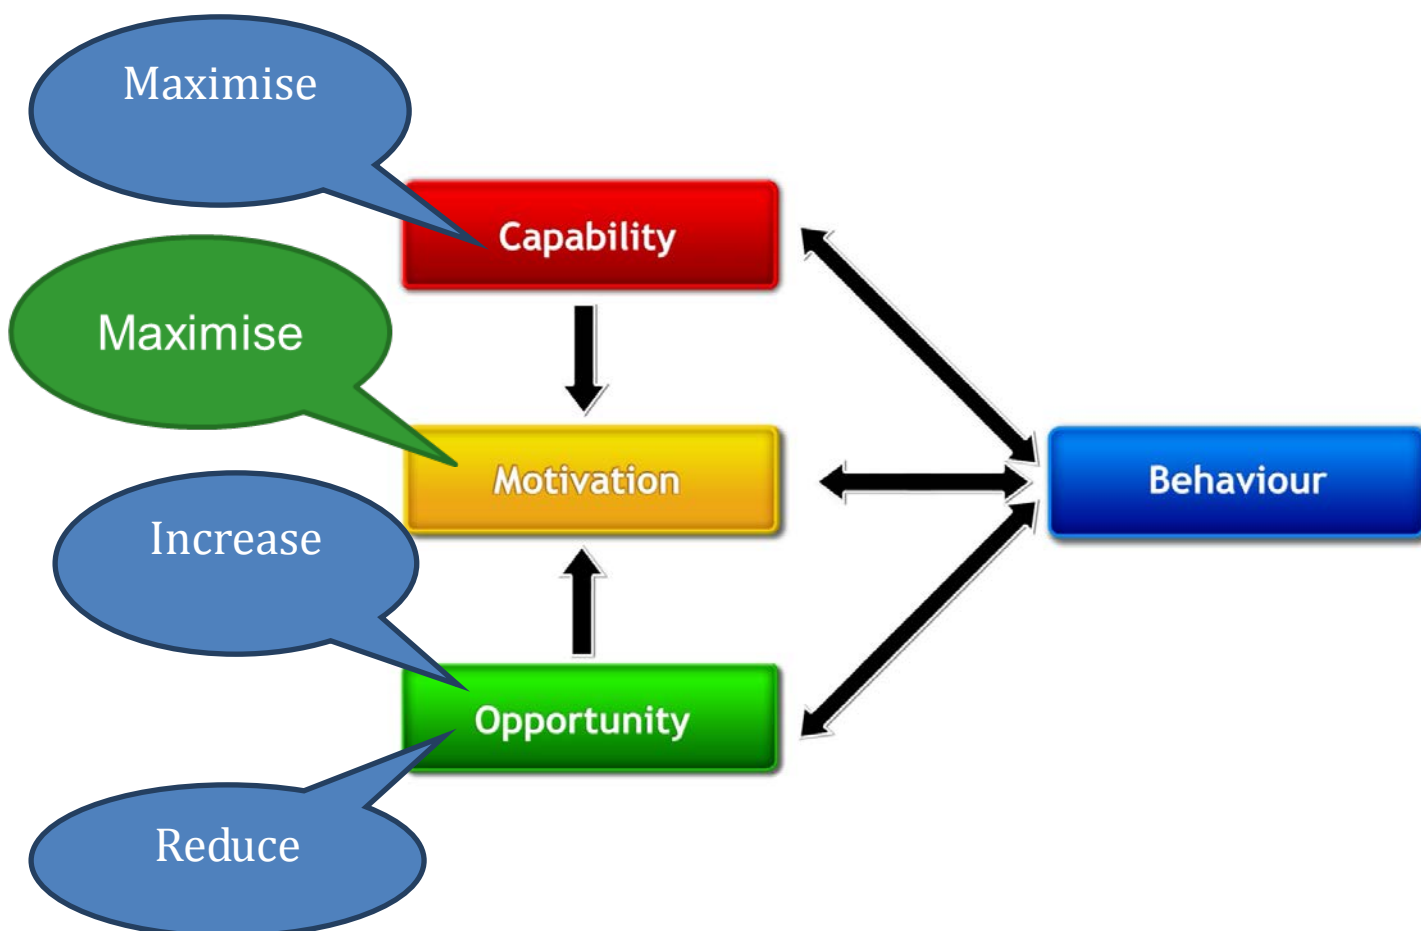 Maximise
Capability
Maximise
Motivation
Behaviour
Increase
Opportunity
Reduce